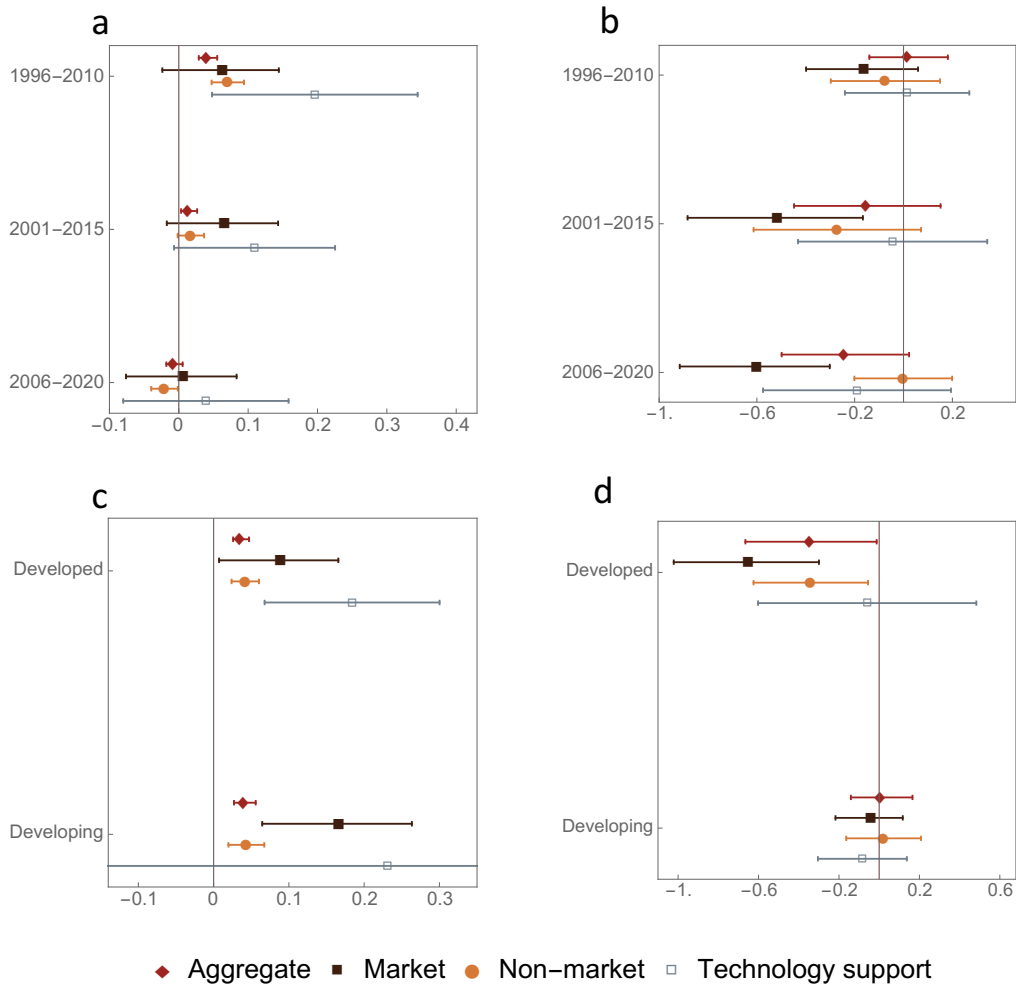 a
1996–2010
2001–2015
2006–2020
−0.1 0 0.1 0.2 0.3 0.4
b
1996–2010
2001–2015
2006–2020
−1. −0.6 −0.2 0.2
c
Developed
Developing
−0.1 0 0.1 0.2 0.3
d
Developed
Developing
−1. −0.6 −0.2 0.2 0.6
Aggregate Market Non−market Technology support